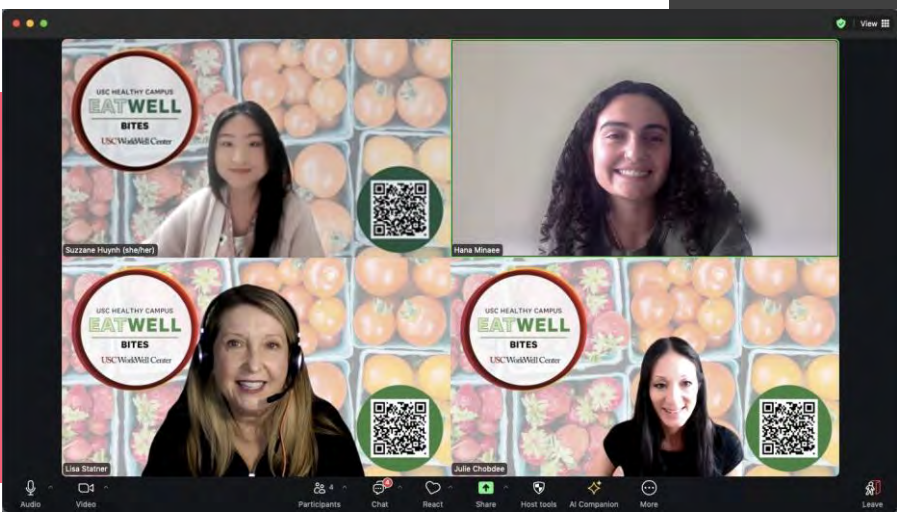 View
USC HEALTHY CAMPUS
EATWELL
BITES
USC WorkWell Center
Suzzane Huynh (she/her)
Hana Minaee
USC HEALTHY CAMPUS
EATWELL
BITES
USC WorkWell Center
Lisa Statner
USC HEALTHY CAMPUS
EATWELL
BITES
USC WorkWell Center
Julie Chobdee
4
4
Audio
Video
Participants
Chat
React
Share
Host tools
AI Companion
More
Leave